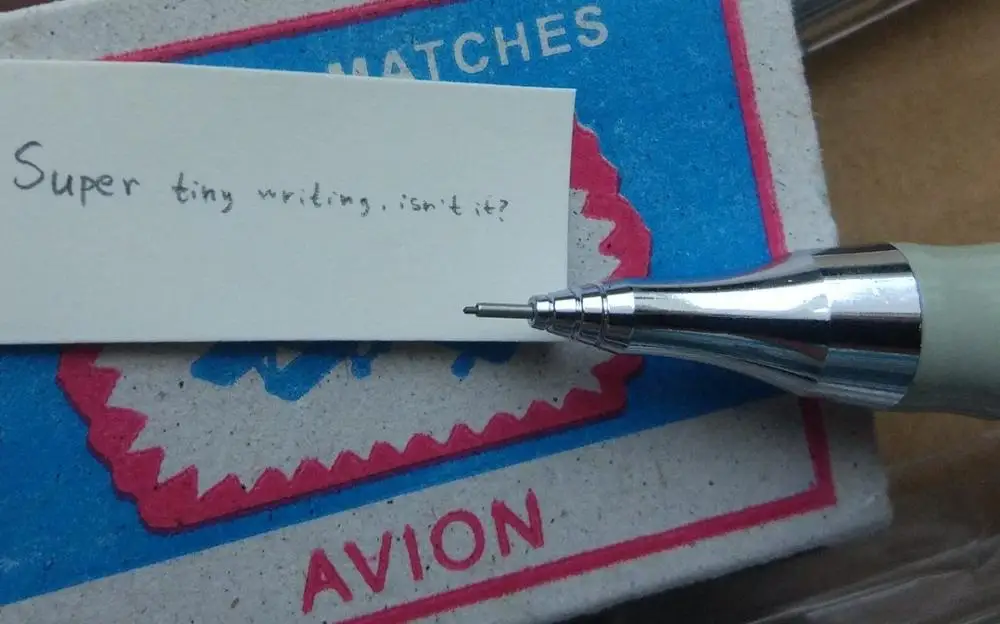 MATCHES
Super tiny writing, isn't it?
AVION